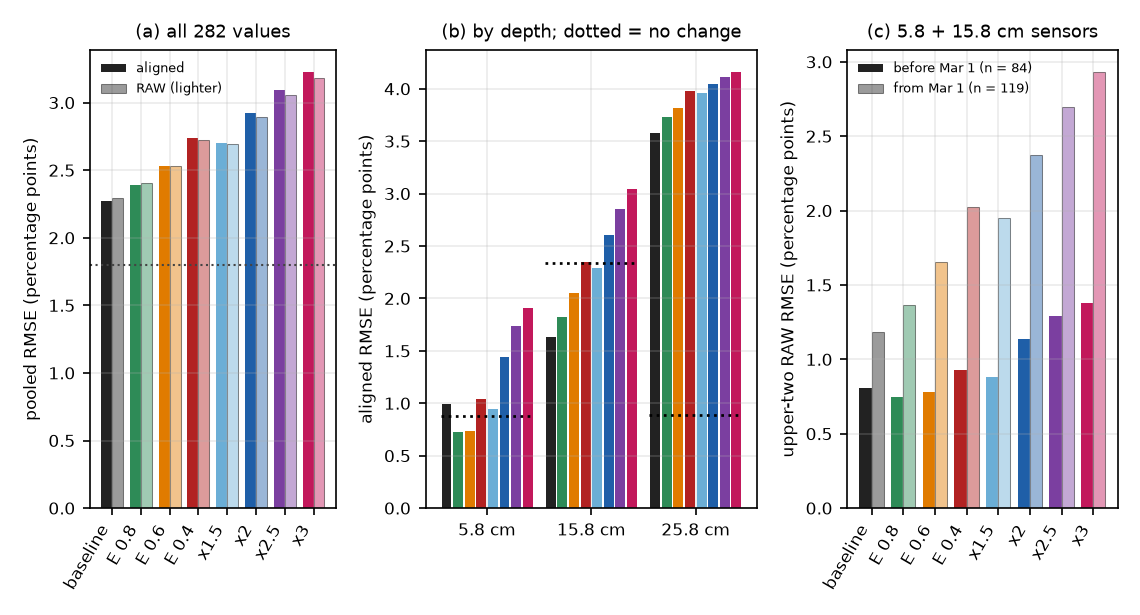 (a) all 282 values
pooled RMSE (percentage points)
3.0
2.5
2.0
1.5
1.0
0.5
0.0
aligned
RAW (lighter)
baseline
E 0.8
E 0.6
E 0.4
x1.5
x2
x2.5
x3
(b) by depth; dotted = no change
aligned RMSE (percentage points)
4.0
3.5
3.0
2.5
2.0
1.5
1.0
0.5
0.0
5.8 cm
15.8 cm
25.8 cm
(c) 5.8 + 15.8 cm sensors
upper-two RAW RMSE (percentage points)
3.0
2.5
2.0
1.5
1.0
0.5
0.0
before Mar 1 (n = 84)
from Mar 1 (n = 119)
baseline
E 0.8
E 0.6
E 0.4
x1.5
x2
x2.5
x3